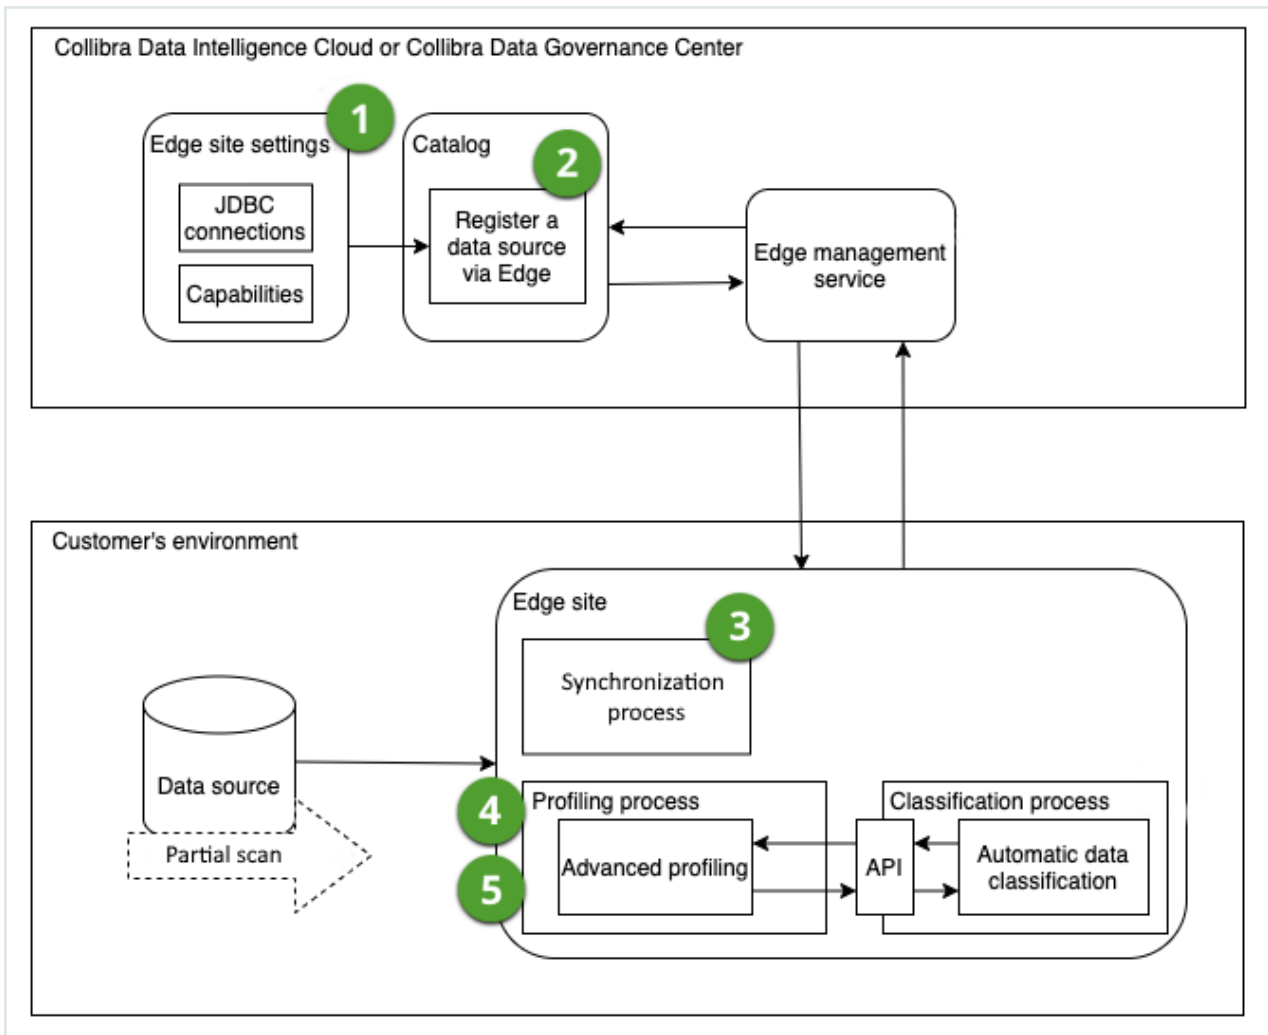 Collibra Data Intelligence Cloud or Collibra Data Governance Center
1
Edge site settings
JDBC
connections
Capabilities
Catalog
2
Register a
data source
via Edge
Edge management
service
Customer's environment
Edge site
3
Synchronization
process
Data source
Partial scan
4
Profiling process
5
Advanced profiling
API
Classification process
Automatic data
classification